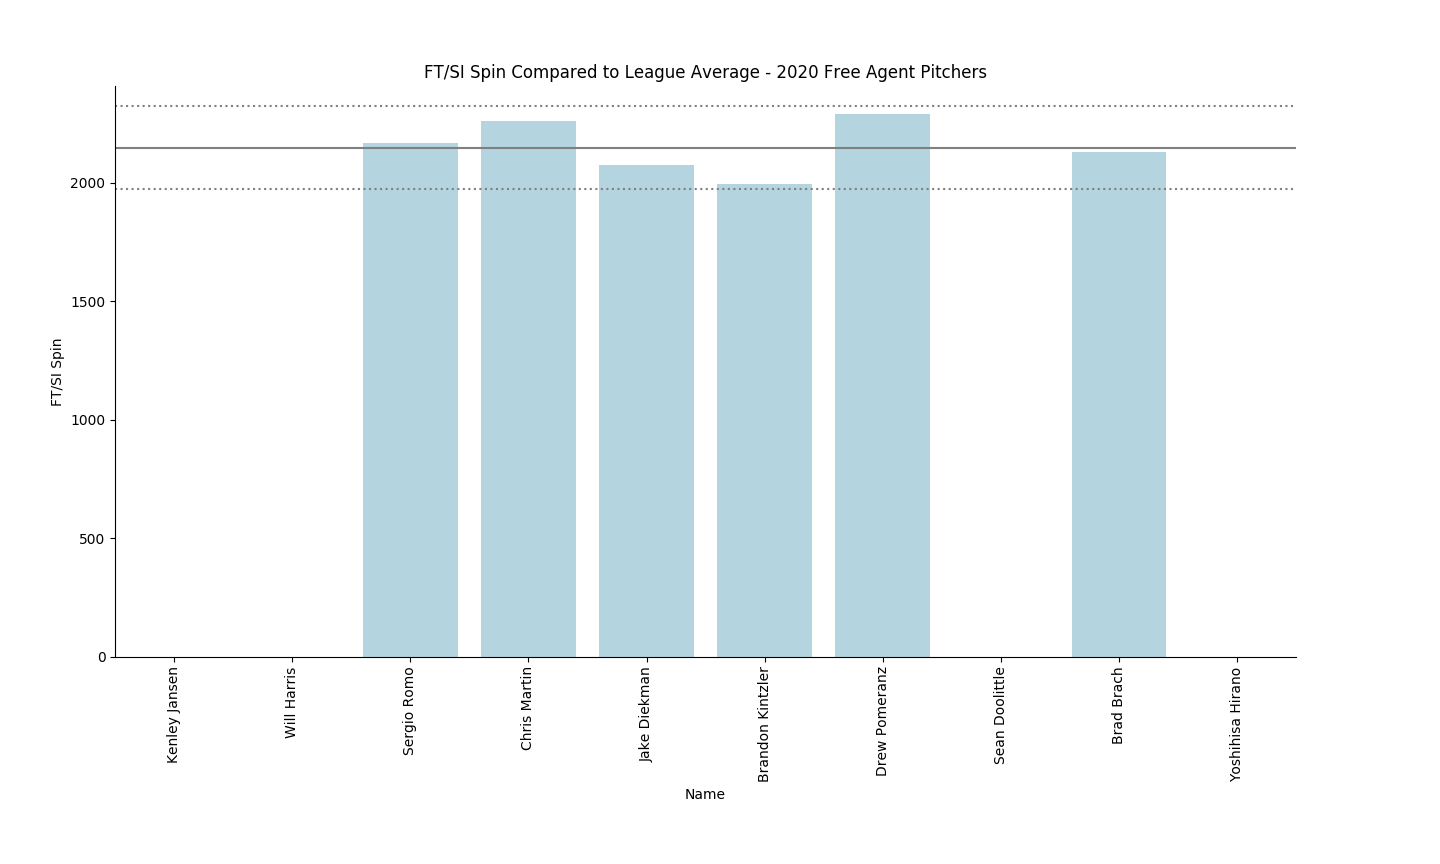 FT/SI Spin Compared to League Average - 2020 Free Agent Pitchers
FT/SI Spin
2000
1500
1000
500
0
Kenley Jansen
Will Harris
Sergio Romo
Chris Martin
Jake Diekman
Brandon Kintzler
Drew Pomeranz
Sean Doolittle
Brad Brach
Yoshihisa Hirano
Name